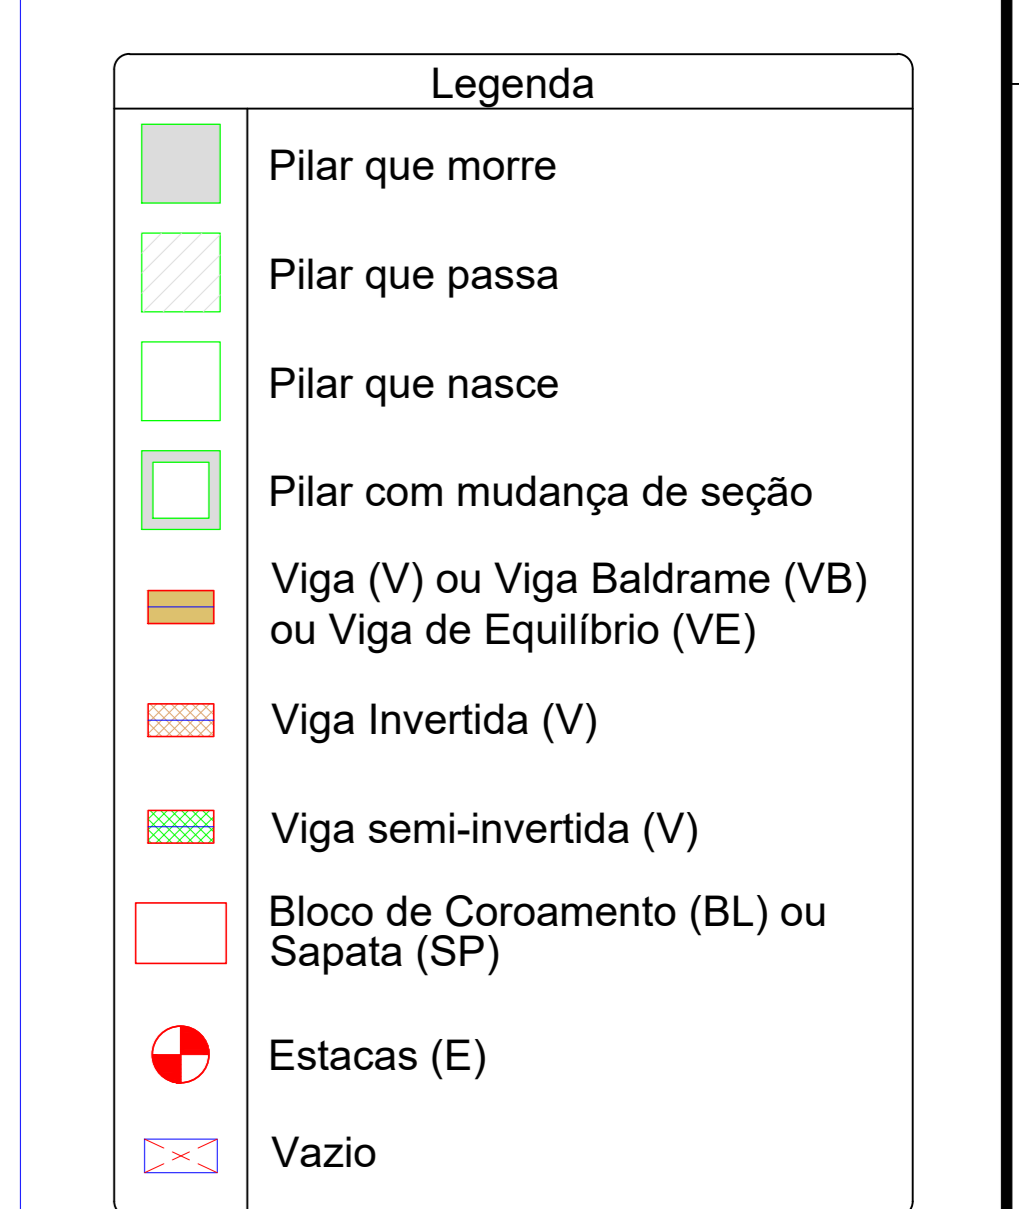 Legenda
Pilar que morre
Pilar que passa
Pilar que nasce
Pilar com mudança de seção
Viga (V) ou Viga Baldrame (VB)
ou Viga de Equilíbrio (VE)
Viga Invertida (V)
Viga semi-invertida (V)
Bloco de Coroamento (BL) ou
Sapata (SP)
Estacas (E)
Vazio